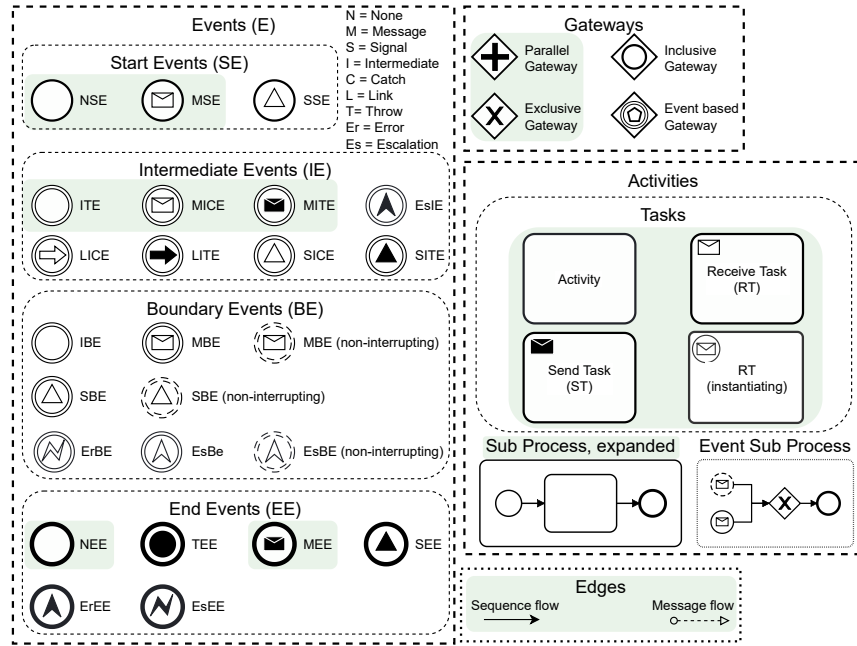 Events (E)
N = None
M = Message
S = Signal
I = Intermediate
C = Catch
L = Link
T= Throw
Er = Error
Es = Escalation
Start Events (SE)
NSE
MSE
SSE
Intermediate Events (IE)
ITE
MICE
MITE
EsIE
LICE
LITE
SICE
SITE
Boundary Events (BE)
IBE
MBE
MBE (non-interrupting)
SBE
SBE (non-interrupting)
ErBE
EsBe
EsBE (non-interrupting)
End Events (EE)
NEE
TEE
MEE
SEE
ErEE
EsEE
Gateways
Parallel
Gateway
Inclusive
Gateway
X
Exclusive
Gateway
Event based
Gateway
Activities
Tasks
Activity
Receive Task
(RT)
Send Task
(ST)
RT
(instantiating)
Sub Process, expanded
Event Sub Process
X
Edges
Sequence flow
Message flow